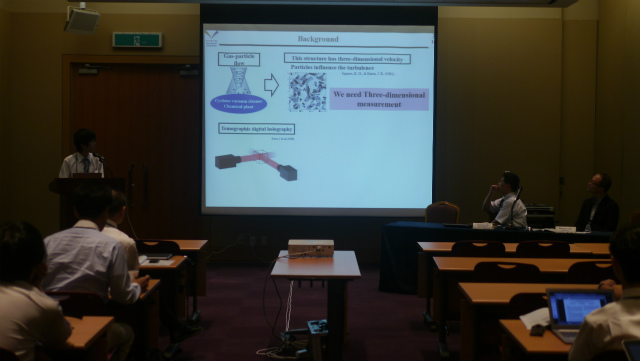 Background
Gas-particle
flow
This structure has three-dimensional velocity
Particles influence the turbulence
Cyclone vacuum cleaner
Chemical plant
We need Three-dimensional
measurement
Tomographic digital holography